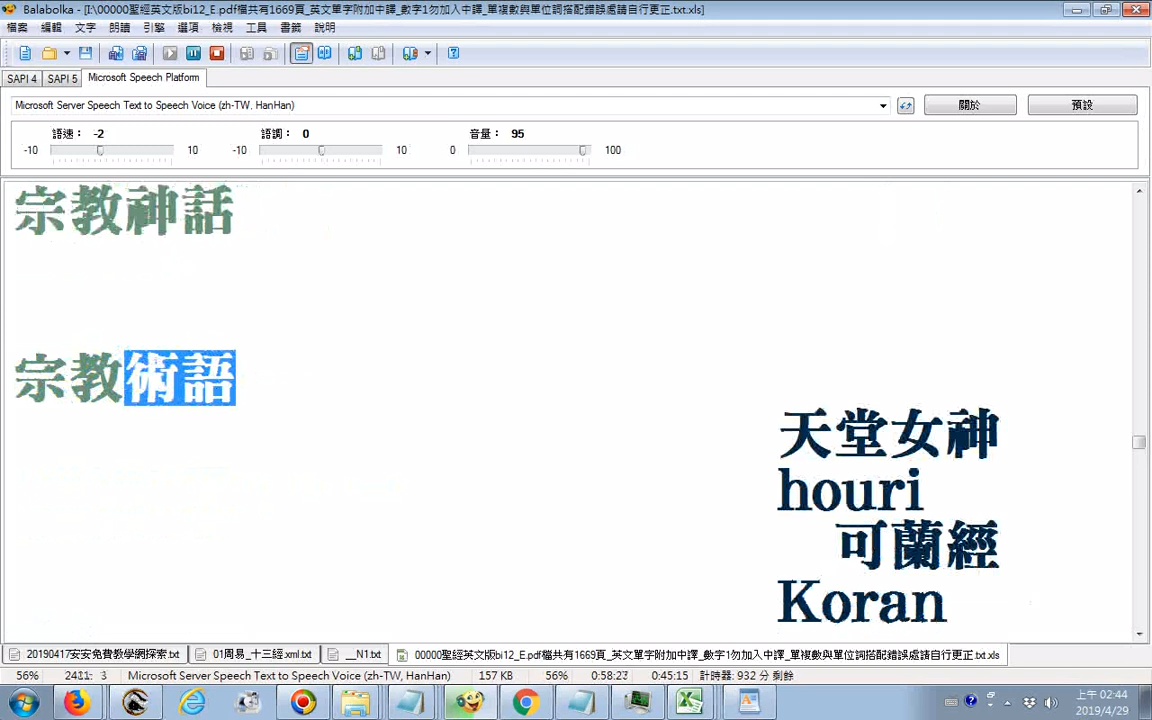 Balabolka - [I:\00000聖經英文版bi12_E.pdf檔共有1669頁_英文單字附加中譯_數字1勿加入中譯_單複數與單位詞搭配錯誤處請自行更正.txt.xls]
檔案 編輯 文字 朗讀 引擎 選項 檢視 工具 書籤 說明
SAPI 4 SAPI 5 Microsoft Speech Platform
Microsoft Server Speech Text to Speech Voice (zh-TW, HanHan) 關於 預設
語速： -2 語調： 0 音量： 95
-10 10 -10 10 0 100
宗教神話
宗教術語
天堂女神
houri
可蘭經
Koran
20190417安安免費教學網探索.txt 01周易_十三經.xml.txt __N1.txt 00000聖經英文版bi12_E.pdf檔共有1669頁_英文單字附加中譯_數字1勿加入中譯_單複數與單位詞搭配錯誤處請自行更正.txt.xls
56% Microsoft Server Speech Text to Speech Voice (zh-TW, HanHan) 157 KB 56% 0:58:23 0:45:15 計時器: 932 分 剩餘
上午 02:44
2019/4/29